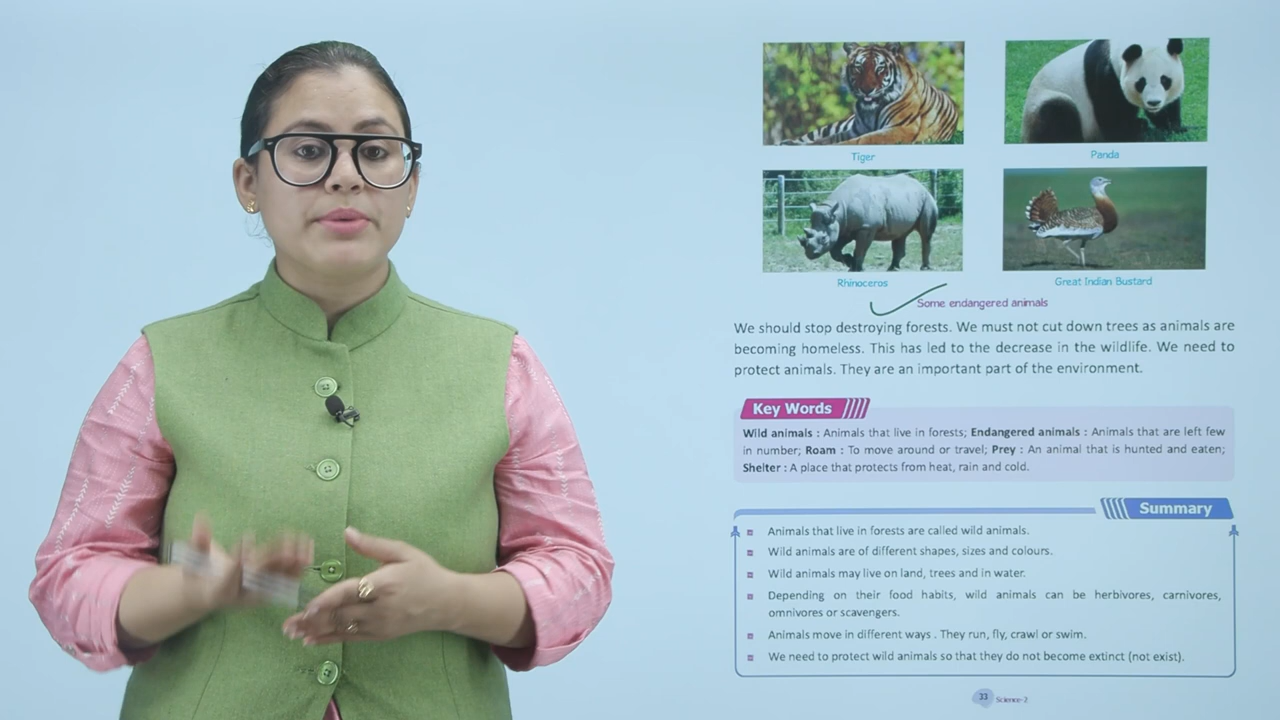 Tiger
Panda
Rhinoceros
Great Indian Bustard
Some endangered animals
We should stop destroying forests. We must not cut down trees as animals are
becoming homeless. This has led to the decrease in the wildlife. We need to
protect animals. They are an important part of the environment.
Key Words
Wild animals : Animals that live in forests; Endangered animals : Animals that are left few
in number; Roam : To move around or travel; Prey : An animal that is hunted and eaten;
Shelter : A place that protects from heat, rain and cold.
Summary
Animals that live in forests are called wild animals.
Wild animals are of different shapes, sizes and colours.
Wild animals may live on land, trees and in water.
Depending on their food habits, wild animals can be herbivores, carnivores,
omnivores or scavengers.
Animals move in different ways . They run, fly, crawl or swim.
We need to protect wild animals so that they do not become extinct (not exist).
33 Science-2